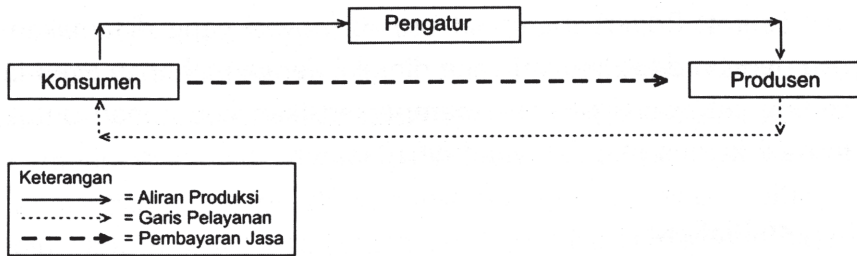 Pengatur
Konsumen
Produsen
Keterangan
= Aliran Produksi
= Garis Pelayanan
= Pembayaran Jasa